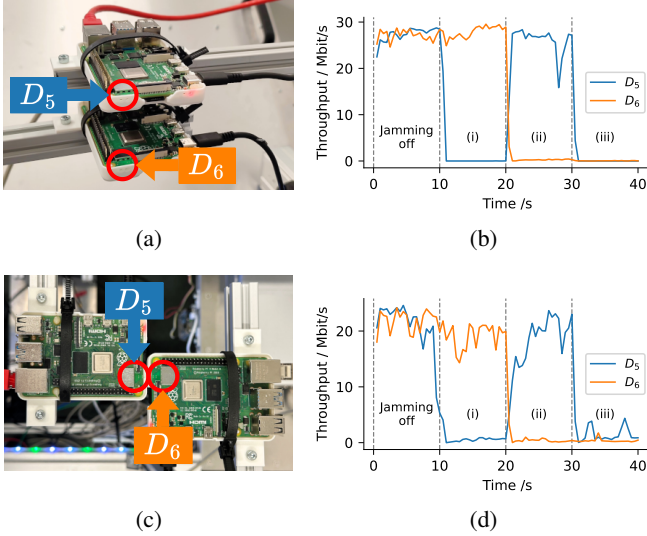 D5
D6
(a)
Throughput / Mbit/s
30
20
10
0
D5
D6
Jamming
off
(i)
(ii)
(iii)
0
10
20
30
40
Time /s
(b)
D5
D6
(c)
Throughput / Mbit/s
20
10
0
D5
D6
Jamming
off
(i)
(ii)
(iii)
0
10
20
30
40
Time /s
(d)